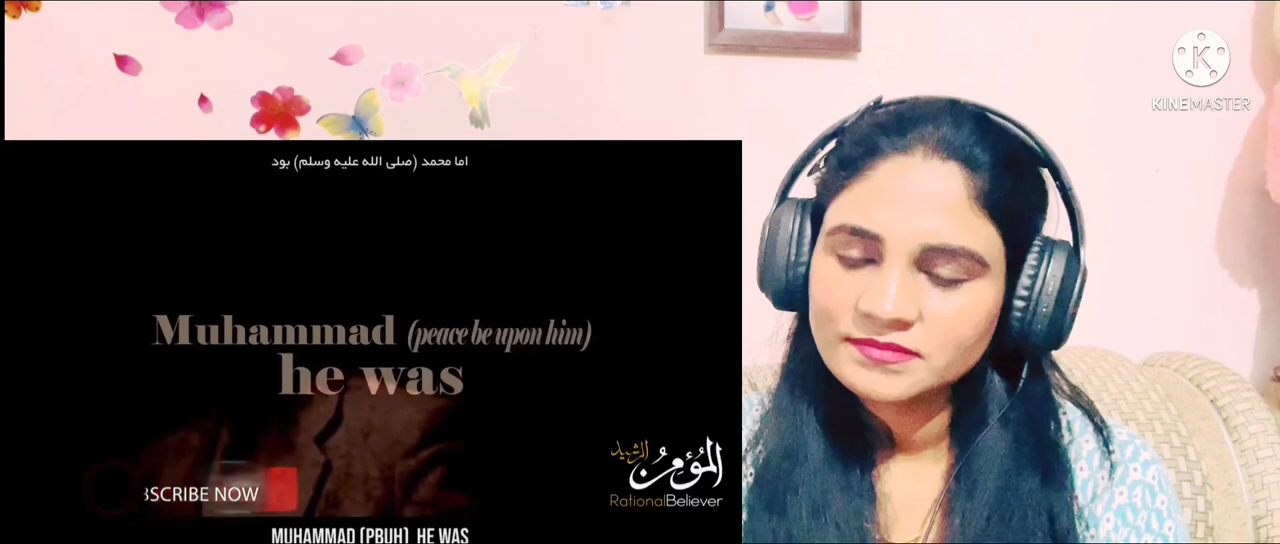 KINEMASTER
اما محمد (صلی الله علیه وسلم) بود
Muhammad (peace be upon him)
he was
المؤمن الرشيد
RationalBeliever
BSCRIBE NOW
MUHAMMAD (PBUH) HE WAS